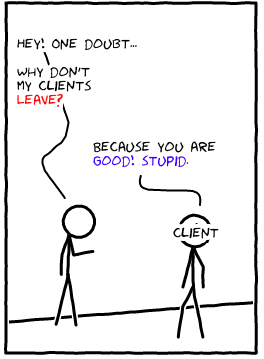 HEY! ONE DOUBT...
WHY DON'T
MY CLIENTS
LEAVE?
BECAUSE YOU ARE
GOOD! STUPID.
CLIENT